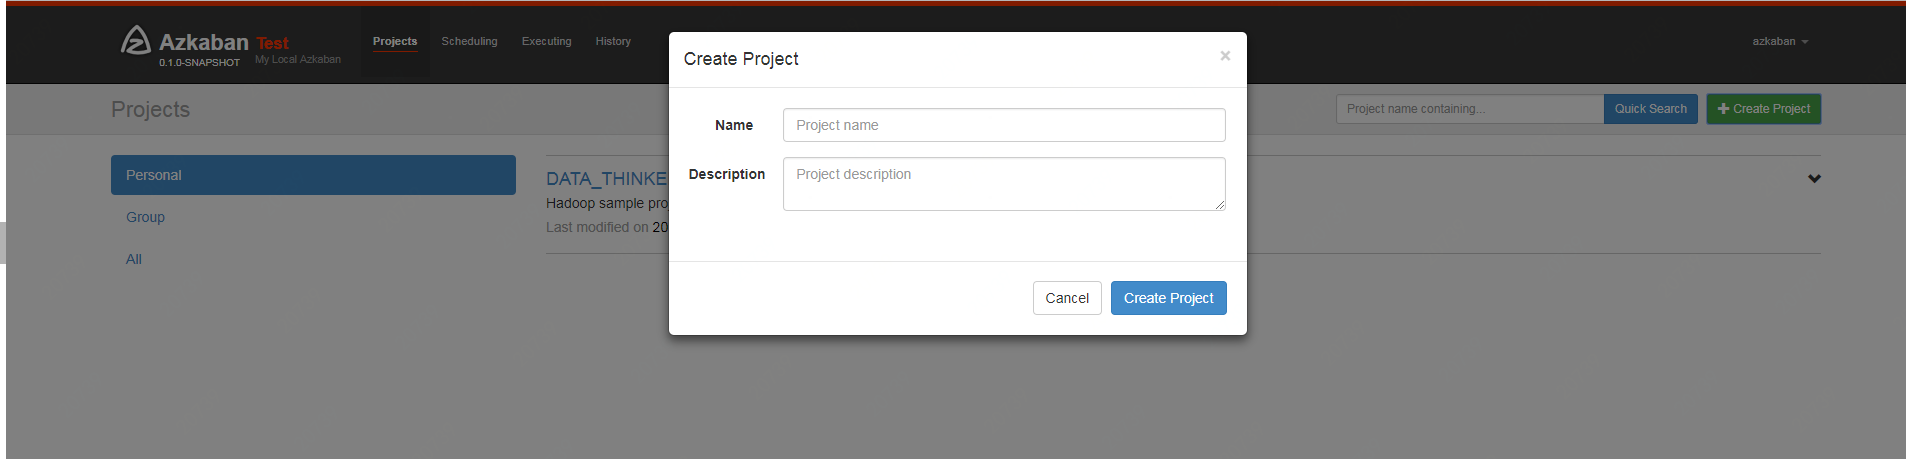 Azkaban Test
0.1.0-SNAPSHOT My Local Azkaban
Projects Scheduling Executing History
azkaban
Projects
Project name containing...
Quick Search
Create Project
Personal
Group
All
DATA_THINKE
Hadoop sample pro
Last modified on 20
Create Project
×
Name
Project name
Description
Project description
Cancel
Create Project